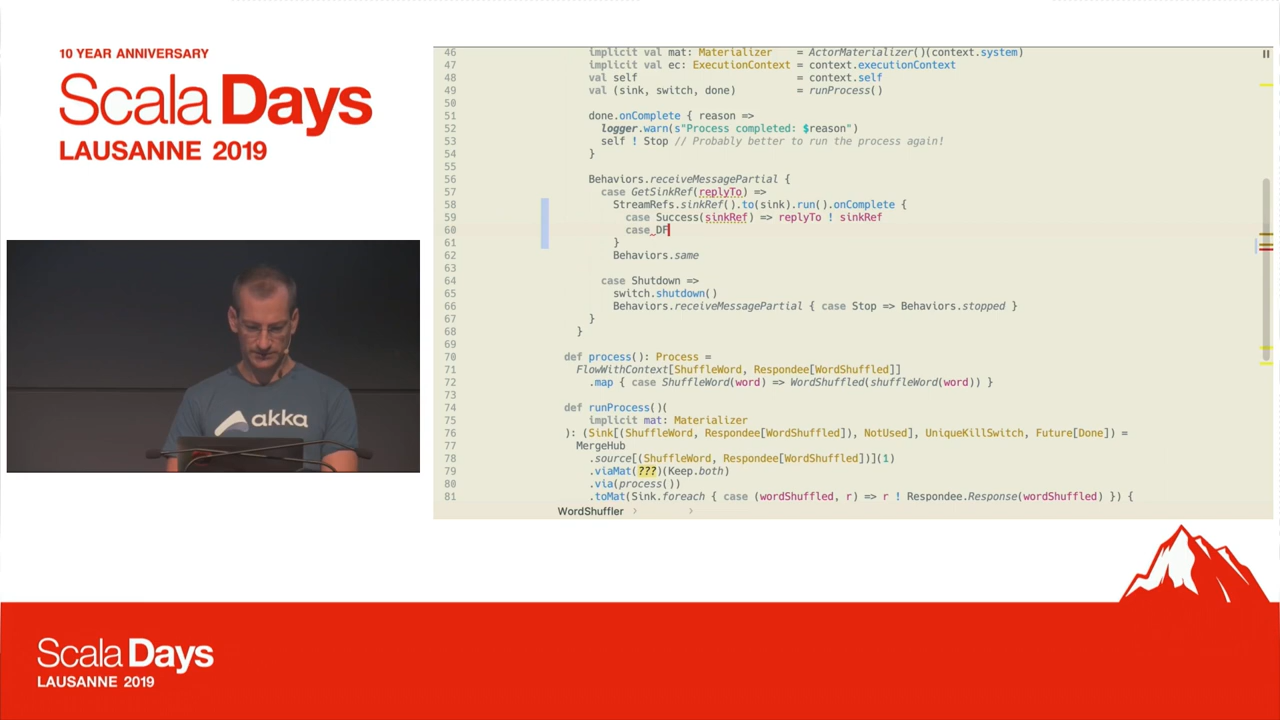 10 YEAR ANNIVERSARY
Scala Days
LAUSANNE 2019
akka
46 implicit val mat: Materializer = ActorMaterializer()(context.system)
47 implicit val ec: ExecutionContext = context.executionContext
48 val self = context.self
49 val (sink, switch, done) = runProcess()
50
51 done.onComplete { reason =>
52 logger.warn(s"Process completed: $reason")
53 self ! Stop // Probably better to run the process again!
54 }
55
56 Behaviors.receiveMessagePartial {
57 case GetSinkRef(replyTo) =>
58 StreamRefs.sinkRef().to(sink).run().onComplete {
59 case Success(sinkRef) => replyTo ! sinkRef
60 case DF
61 }
62 Behaviors.same
63
64 case Shutdown =>
65 switch.shutdown()
66 Behaviors.receiveMessagePartial { case Stop => Behaviors.stopped }
67 }
68 }
69
70 def process(): Process =
71 FlowWithContext[ShuffleWord, Respondee[WordShuffled]]
72 .map { case ShuffleWord(word) => WordShuffled(shuffleWord(word)) }
73
74 def runProcess()(
75 implicit mat: Materializer
76 ): (Sink[(ShuffleWord, Respondee[WordShuffled]), NotUsed], UniqueKillSwitch, Future[Done]) =
77 MergeHub
78 .source[(ShuffleWord, Respondee[WordShuffled])](1)
79 .viaMat(???)(Keep.both)
80 .via(process())
81 .toMat(Sink.foreach { case (wordShuffled, r) => r ! Respondee.Response(wordShuffled) }) {
WordShuffler
Scala Days
LAUSANNE 2019